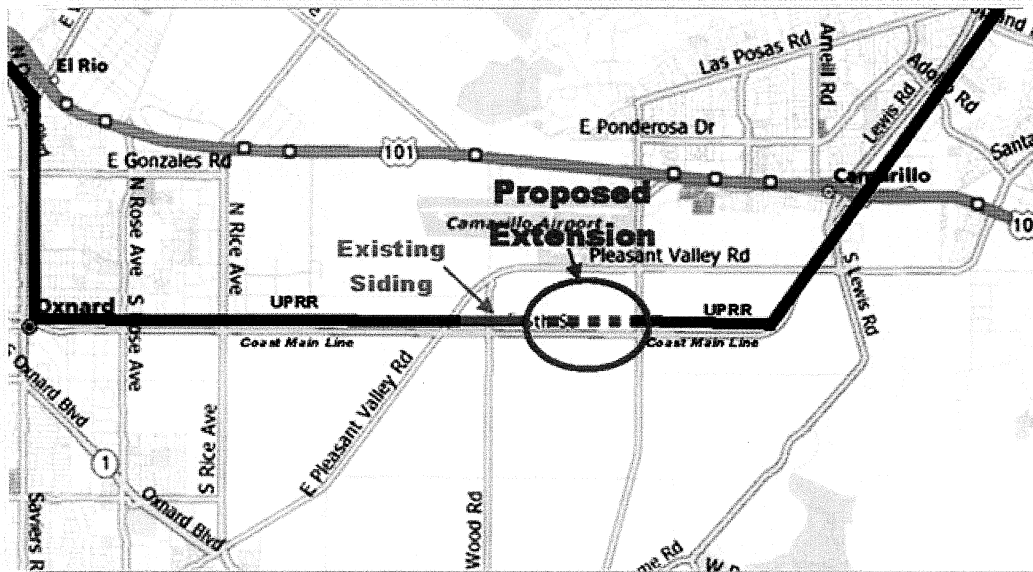 Las Posas Rd
Arneill Rd
El Rio
Lewis Rd
E Ponderosa Dr
101
E Gonzales Rd
Santa
Camarillo
Proposed
Extension
Camarillo Airport
N Rose Ave
N Rice Ave
Existing
Siding
Pleasant Valley Rd
S Lewis Rd
Oxnard
UPRR
UPRR
Coast Main Line
Coast Main Line
S Rose Ave
E Pleasant Valley Rd
Oxnard Blvd
S Rice Ave
1
Oxnard Blvd
Wood Rd